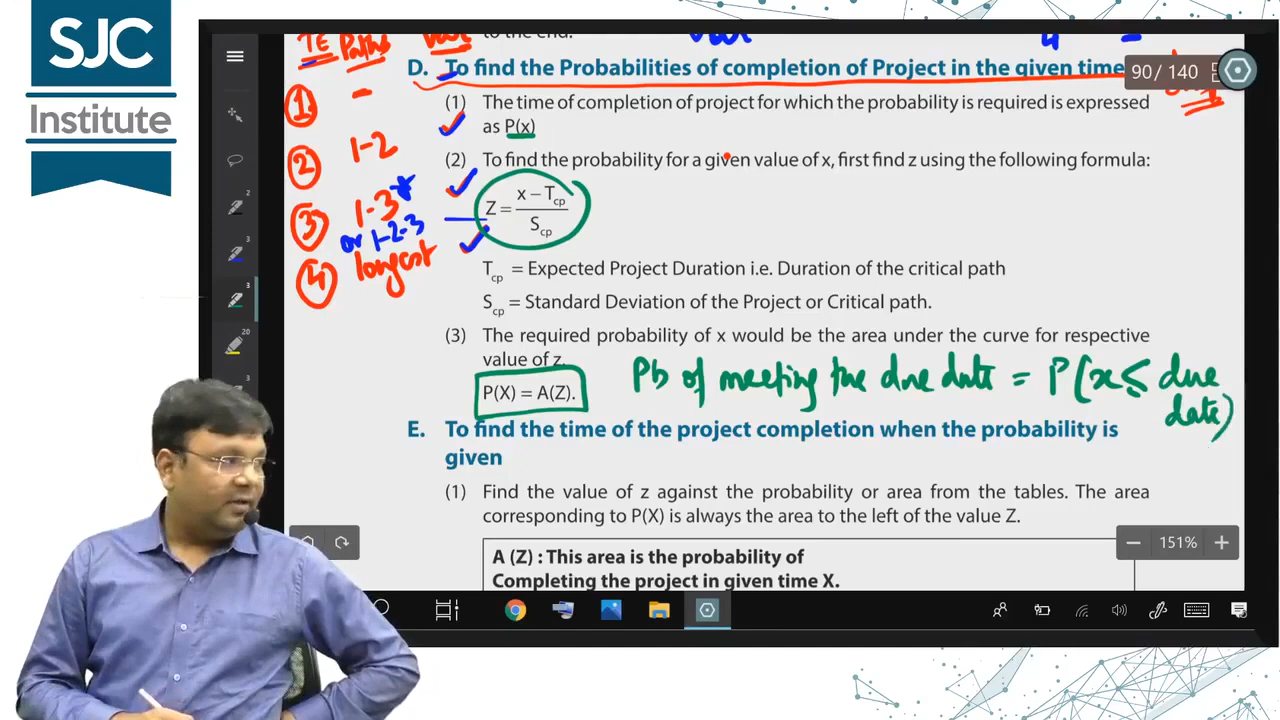 SJC
Institute
TE Paths
to the end.
D. To find the Probabilities of completion of Project in the given time
90 / 140
(1) The time of completion of project for which the probability is required is expressed
as P(x)
(2) To find the probability for a given value of x, first find z using the following formula:
Z = x – Tcp
Scp
Tcp = Expected Project Duration i.e. Duration of the critical path
Scp = Standard Deviation of the Project or Critical path.
(3) The required probability of x would be the area under the curve for respective
value of z.
P(X) = A(Z).
Pb of meeting the due date = P(x ≤ due
date)
① -
② 1-2
③ 1-3
or 1-2-3
④ longest
E. To find the time of the project completion when the probability is
given
(1) Find the value of z against the probability or area from the tables. The area
corresponding to P(X) is always the area to the left of the value Z.
A (Z) : This area is the probability of
Completing the project in given time X.
151%
2
3
3
20